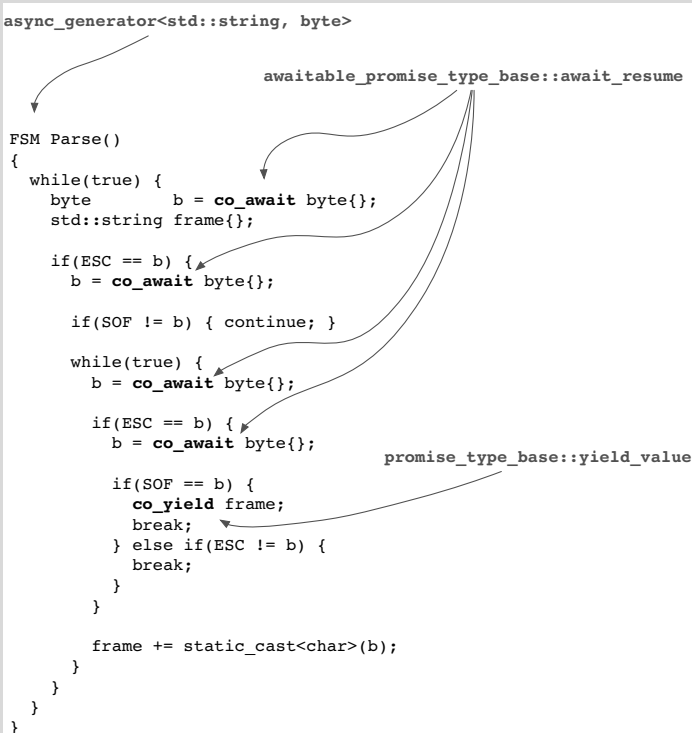 async_generator<std::string, byte>
awaitable_promise_type_base::await_resume
FSM Parse()
{
  while(true) {
    byte        b = co_await byte{};
    std::string frame{};

    if(ESC == b) {
      b = co_await byte{};

      if(SOF != b) { continue; }

      while(true) {
        b = co_await byte{};

        if(ESC == b) {
          b = co_await byte{};
promise_type_base::yield_value

          if(SOF == b) {
            co_yield frame;
            break;
          } else if(ESC != b) {
            break;
          }
        }

        frame += static_cast<char>(b);
      }
    }
  }
}